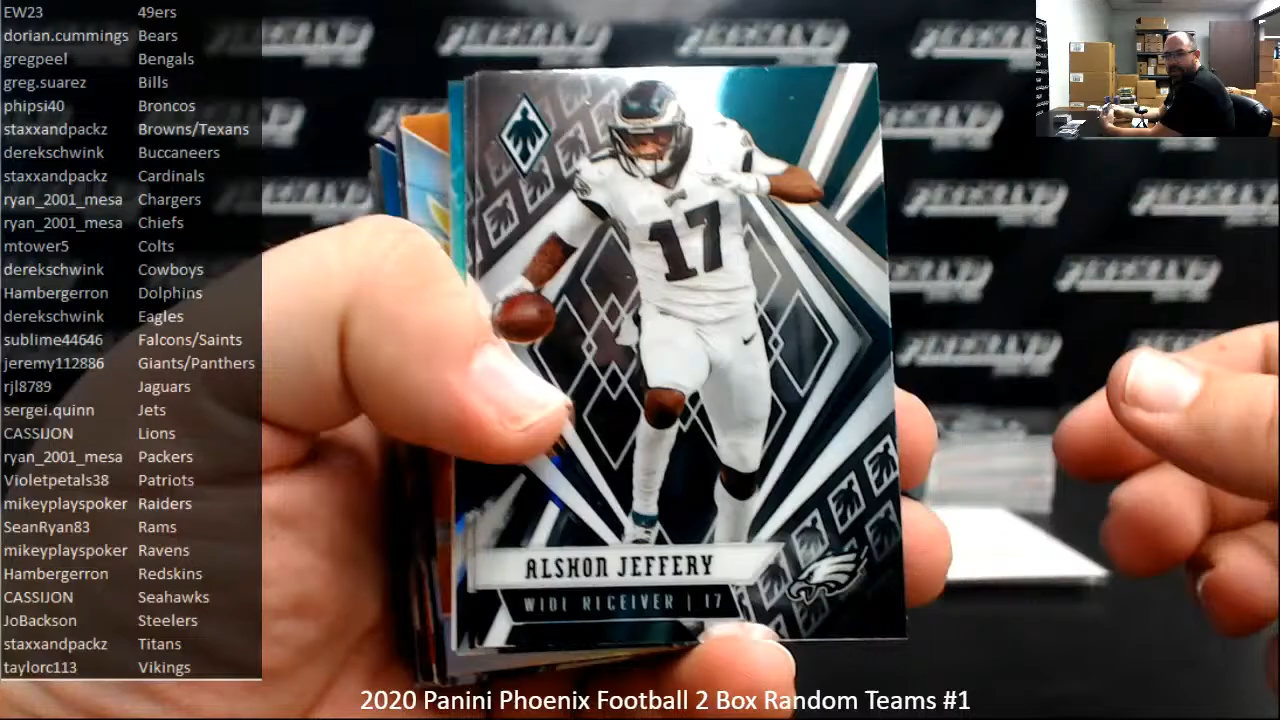 EW23 49ers
dorian.cummings Bears
gregpeel Bengals
greg.suarez Bills
phipsi40 Broncos
staxxandpackz Browns/Texans
derekschwink Buccaneers
staxxandpackz Cardinals
ryan_2001_mesa Chargers
ryan_2001_mesa Chiefs
mtower5 Colts
derekschwink Cowboys
Hambergerron Dolphins
derekschwink Eagles
sublime44646 Falcons/Saints
jeremy112886 Giants/Panthers
rjl8789 Jaguars
sergei.quinn Jets
CASSIJON Lions
ryan_2001_mesa Packers
Violetpetals38 Patriots
mikeyplayspoker Raiders
SeanRyan83 Rams
mikeyplayspoker Ravens
Hambergerron Redskins
CASSIJON Seahawks
JoBackson Steelers
staxxandpackz Titans
taylorc113 Vikings
17
ALSHON JEFFERY
WIDE RECEIVER | 17
2020 Panini Phoenix Football 2 Box Random Teams #1